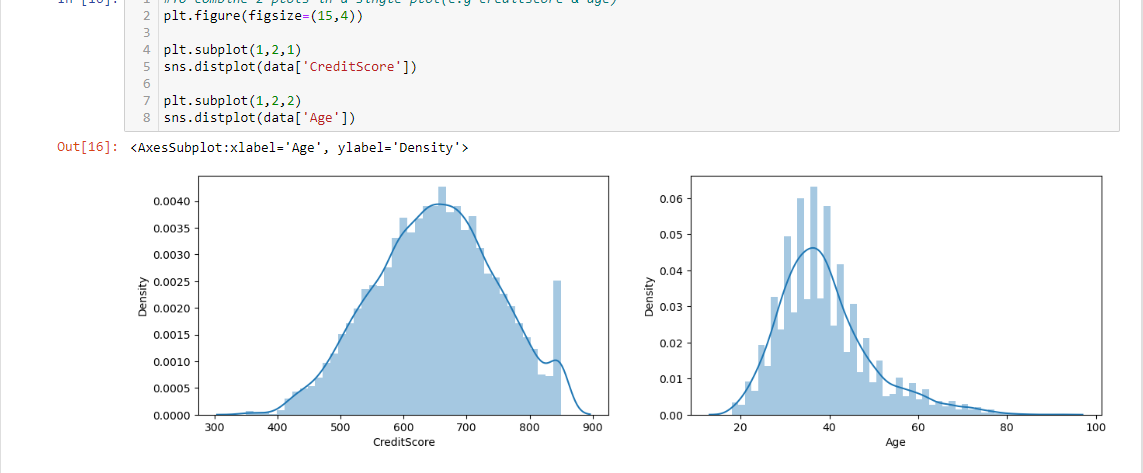 In [16]:
1 #To combine 2 plots in a single plot(e.g CreditScore & age)
2 plt.figure(figsize=(15,4))
3
4 plt.subplot(1,2,1)
5 sns.distplot(data['CreditScore'])
6
7 plt.subplot(1,2,2)
8 sns.distplot(data['Age'])
Out[16]: <AxesSubplot:xlabel='Age', ylabel='Density'>
0.0040
0.0035
0.0030
0.0025
0.0020
0.0015
0.0010
0.0005
0.0000
Density
300 400 500 600 700 800 900
CreditScore
0.06
0.05
0.04
0.03
0.02
0.01
0.00
Density
20 40 60 80 100
Age